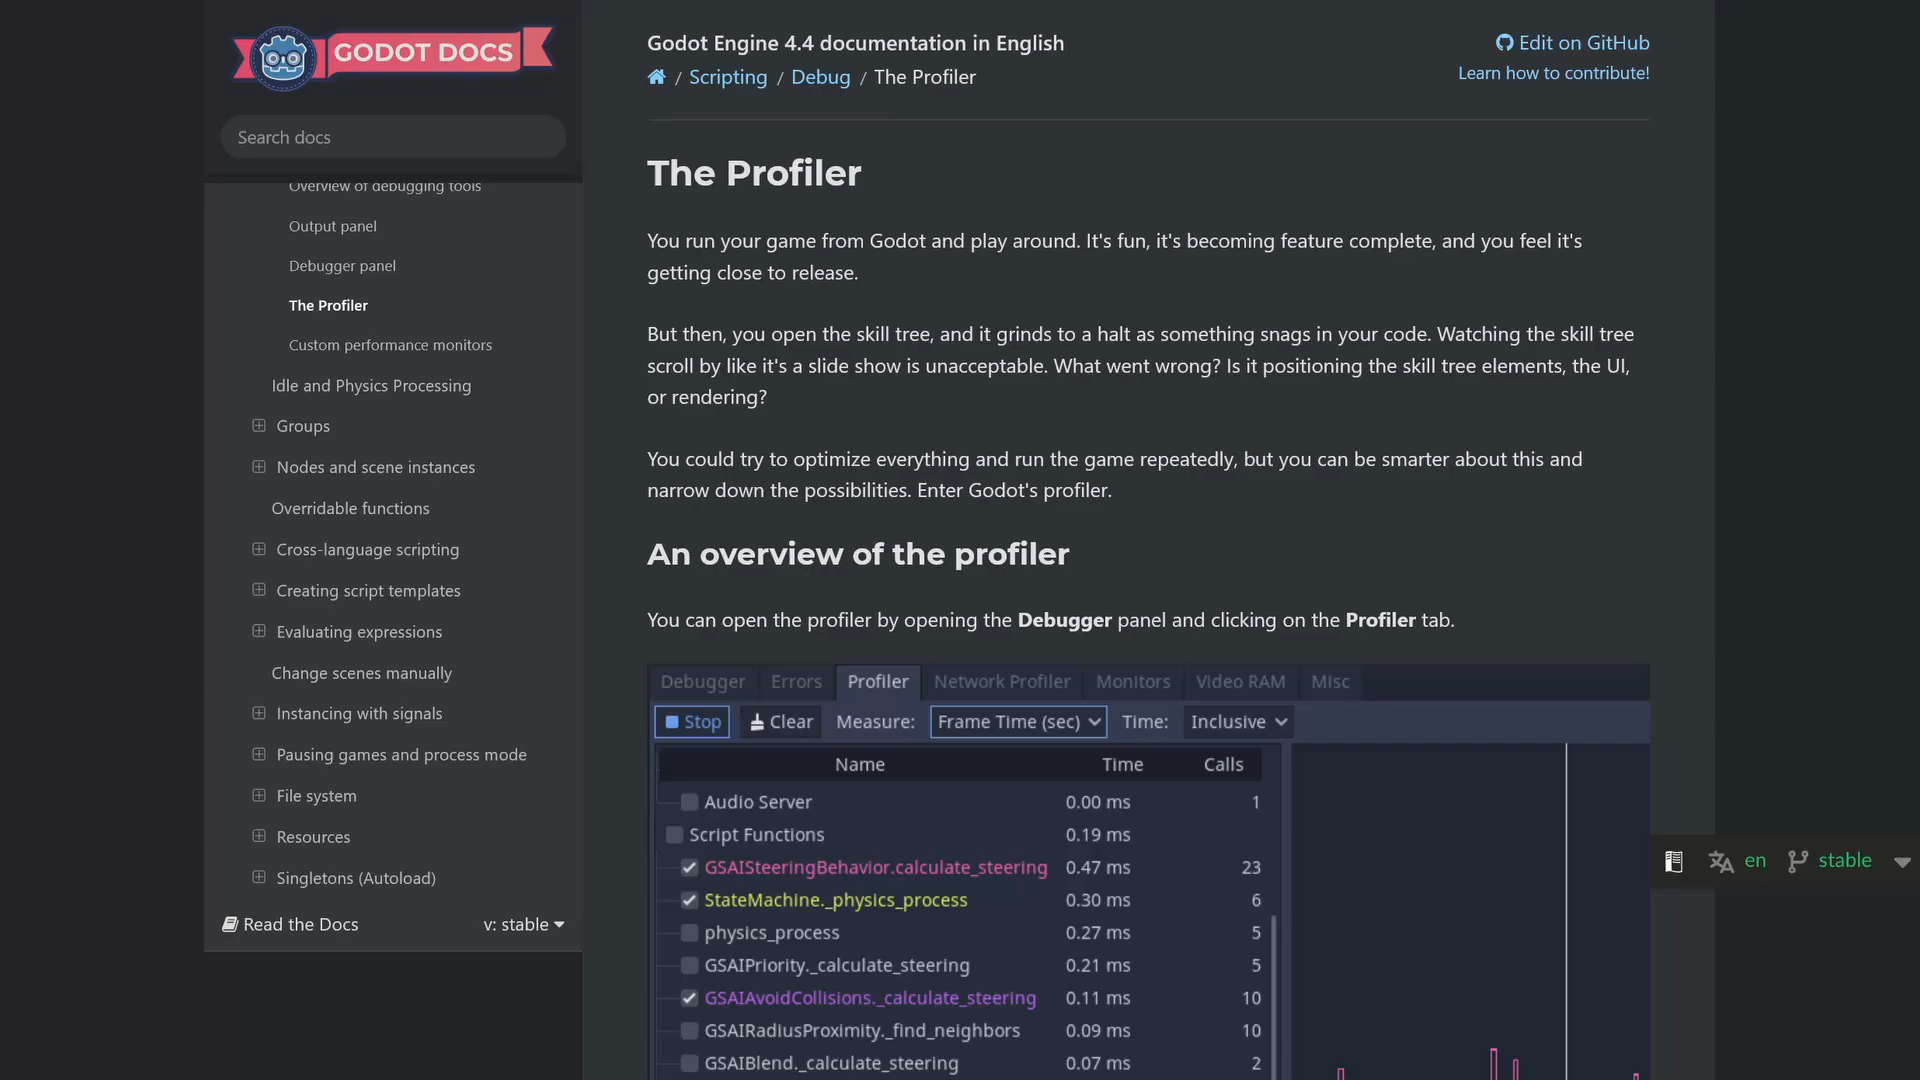 GODOT DOCS
Search docs
Overview of debugging tools
Output panel
Debugger panel
The Profiler
Custom performance monitors
Idle and Physics Processing
Groups
Nodes and scene instances
Overridable functions
Cross-language scripting
Creating script templates
Evaluating expressions
Change scenes manually
Instancing with signals
Pausing games and process mode
File system
Resources
Singletons (Autoload)
Read the Docs v: stable
Godot Engine 4.4 documentation in English
Edit on GitHub
/ Scripting / Debug / The Profiler
Learn how to contribute!
The Profiler
You run your game from Godot and play around. It's fun, it's becoming feature complete, and you feel it's
getting close to release.
But then, you open the skill tree, and it grinds to a halt as something snags in your code. Watching the skill tree
scroll by like it's a slide show is unacceptable. What went wrong? Is it positioning the skill tree elements, the UI,
or rendering?
You could try to optimize everything and run the game repeatedly, but you can be smarter about this and
narrow down the possibilities. Enter Godot's profiler.
An overview of the profiler
You can open the profiler by opening the Debugger panel and clicking on the Profiler tab.
Debugger Errors Profiler Network Profiler Monitors Video RAM Misc
Stop Clear Measure: Frame Time (sec) Time: Inclusive
Name Time Calls
Audio Server 0.00 ms 1
Script Functions 0.19 ms
GSAISteeringBehavior.calculate_steering 0.47 ms 23
StateMachine._physics_process 0.30 ms 6
physics_process 0.27 ms 5
GSAIPriority._calculate_steering 0.21 ms 5
GSAIAvoidCollisions._calculate_steering 0.11 ms 10
GSAIRadiusProximity._find_neighbors 0.09 ms 10
GSAIBlend._calculate_steering 0.07 ms 2
en stable